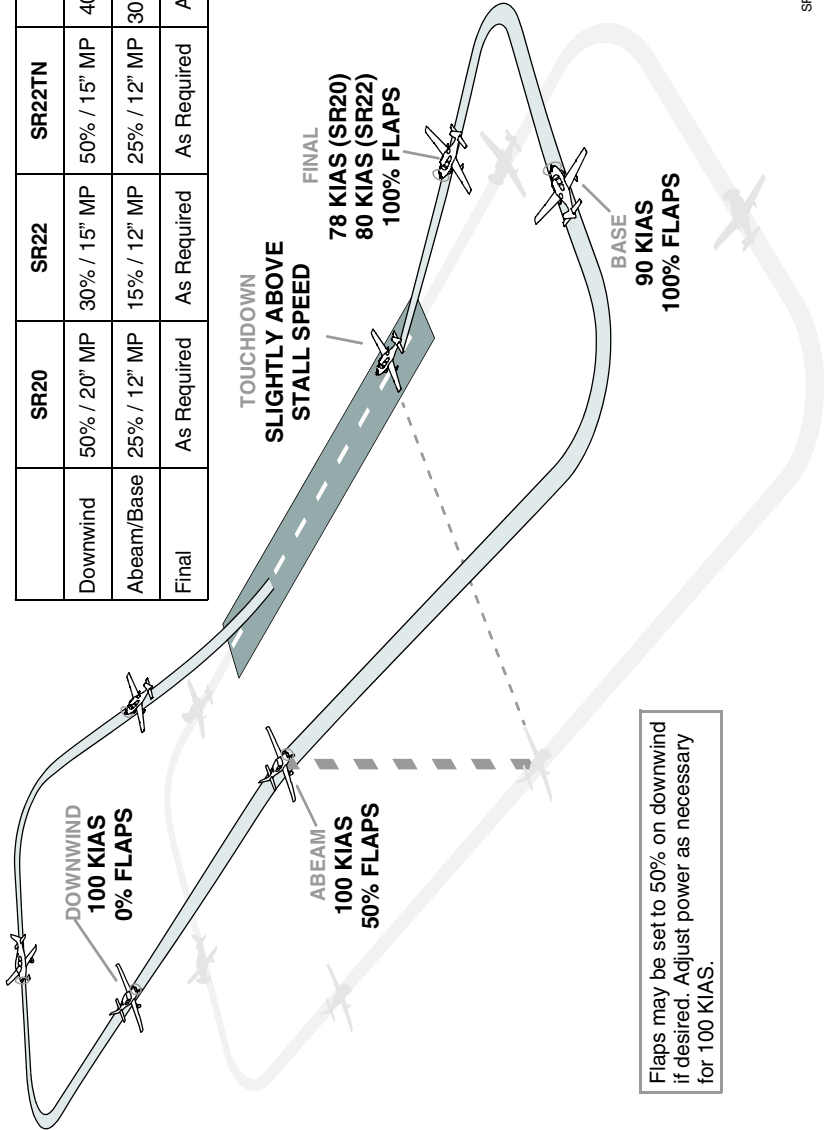 SR20 SR22 SR22TN
Downwind 50% / 20” MP 30% / 15” MP 50% / 15” MP 40
Abeam/Base 25% / 12” MP 15% / 12” MP 25% / 12” MP 30
Final As Required As Required As Required A
DOWNWIND
100 KIAS
0% FLAPS
TOUCHDOWN
SLIGHTLY ABOVE
STALL SPEED
FINAL
78 KIAS (SR20)
80 KIAS (SR22)
100% FLAPS
ABEAM
100 KIAS
50% FLAPS
BASE
90 KIAS
100% FLAPS
Flaps may be set to 50% on downwind
if desired. Adjust power as necessary
for 100 KIAS.
SR